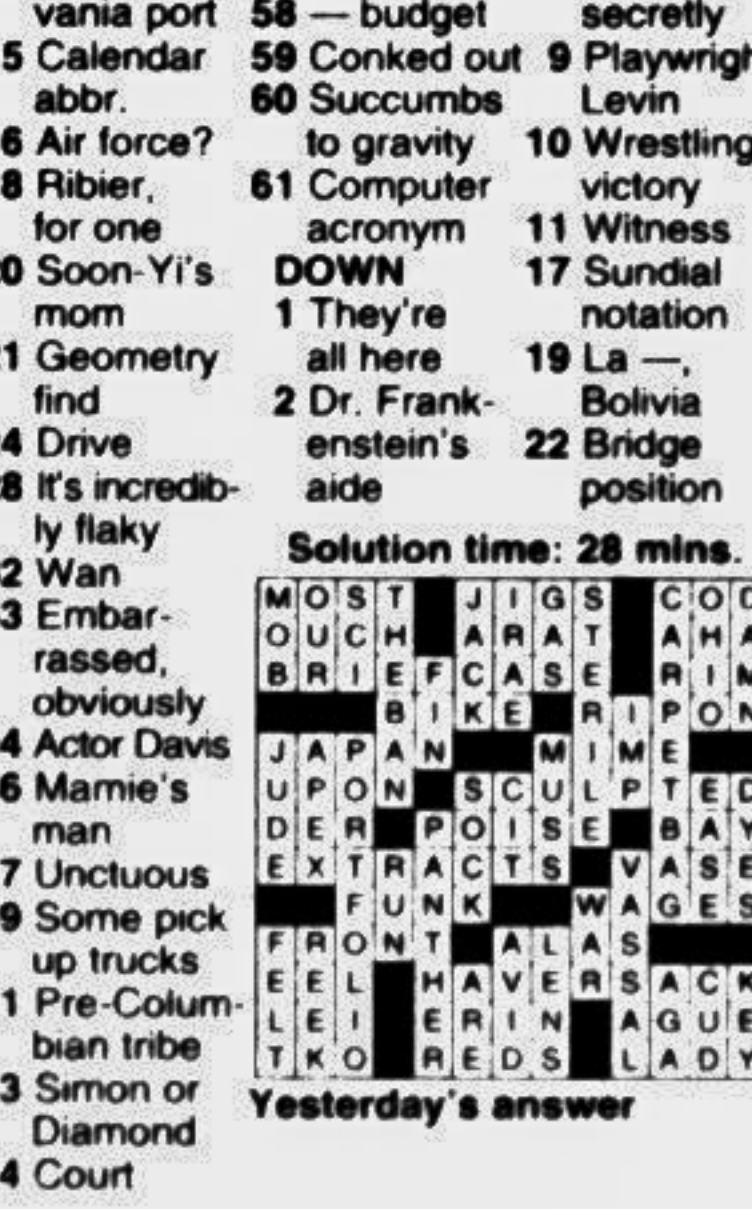 vania port
5 Calendar
abbr.
6 Air force?
8 Ribier,
for one
0 Soon-Yi's
mom
1 Geometry
find
4 Drive
8 It's incredib-
ly flaky
2 Wan
3 Embar-
rassed,
obviously
4 Actor Davis
6 Mamie's
man
7 Unctuous
9 Some pick
up trucks
1 Pre-Colum-
bian tribe
3 Simon or
Diamond
4 Court
58 — budget
59 Conked out
60 Succumbs
to gravity
61 Computer
acronym
DOWN
1 They're
all here
2 Dr. Frank-
enstein's
aide
secretly
9 Playwrigh
Levin
10 Wrestling
victory
11 Witness
17 Sundial
notation
19 La —,
Bolivia
22 Bridge
position
Solution time: 28 mins.
MOST JIGS CO
OUCH ARAT AHA
BRIEFCASE RIM
BIKE RIPON
JAPAN MIME
UPON SCULPTED
DER POISE BAY
EXTRACTS VASE
FUNK WAGES
FRONT ALAS
EEL HAVERSACK
LEI ERIN AGUE
TKO REDS LADY
Yesterday's answer